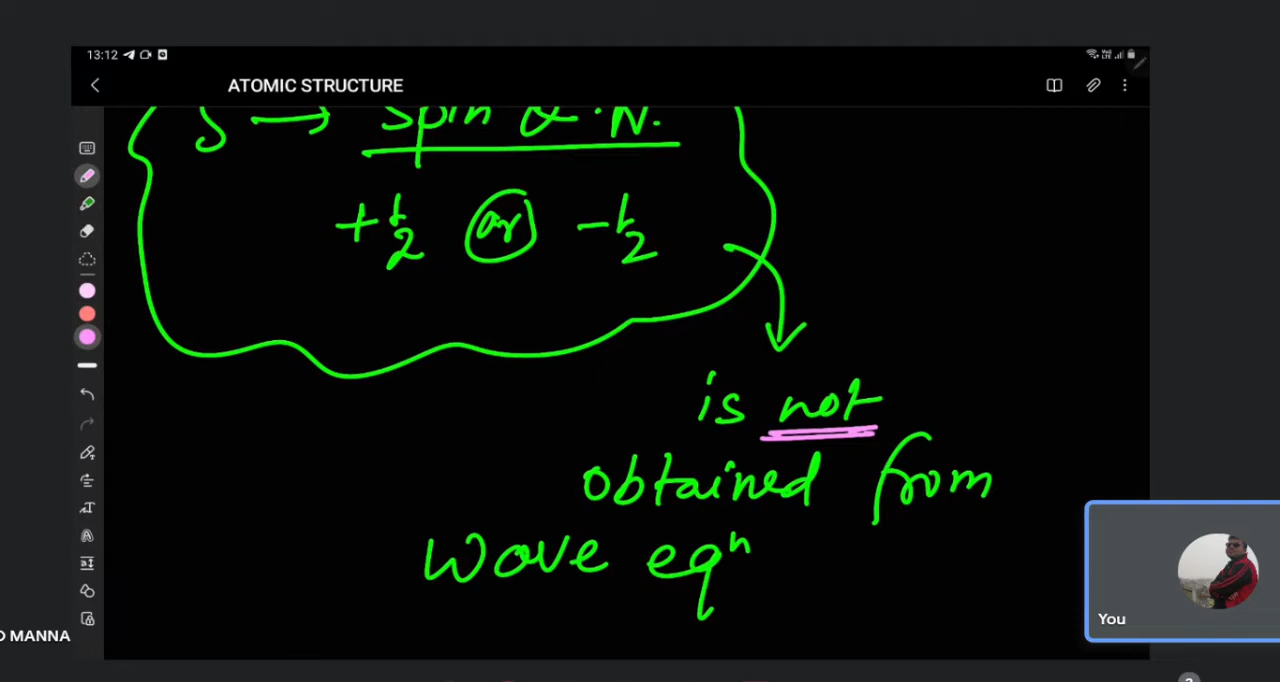 13:12
ATOMIC STRUCTURE
s → Spin Q.N.
+1/2 or -1/2
is not
obtained from
wave eqⁿ
You
O MANNA